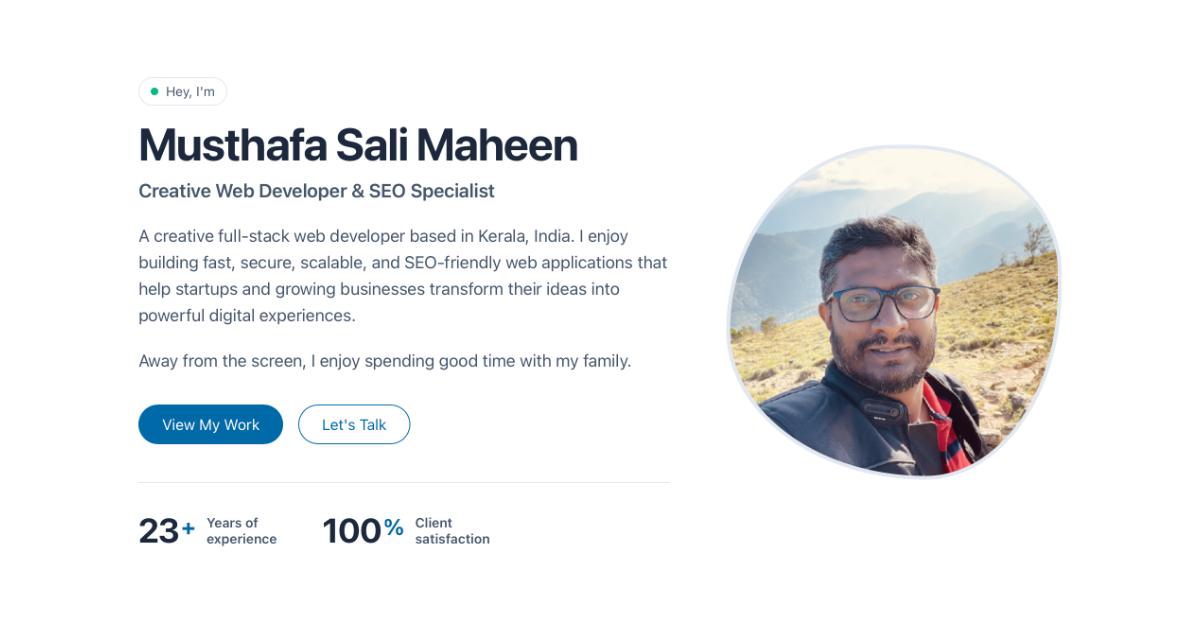 Hey, I'm
Musthafa Sali Maheen
Creative Web Developer & SEO Specialist
A creative full-stack web developer based in Kerala, India. I enjoy
building fast, secure, scalable, and SEO-friendly web applications that
help startups and growing businesses transform their ideas into
powerful digital experiences.
Away from the screen, I enjoy spending good time with my family.
View My Work
Let's Talk
23+ Years of
experience
100% Client
satisfaction